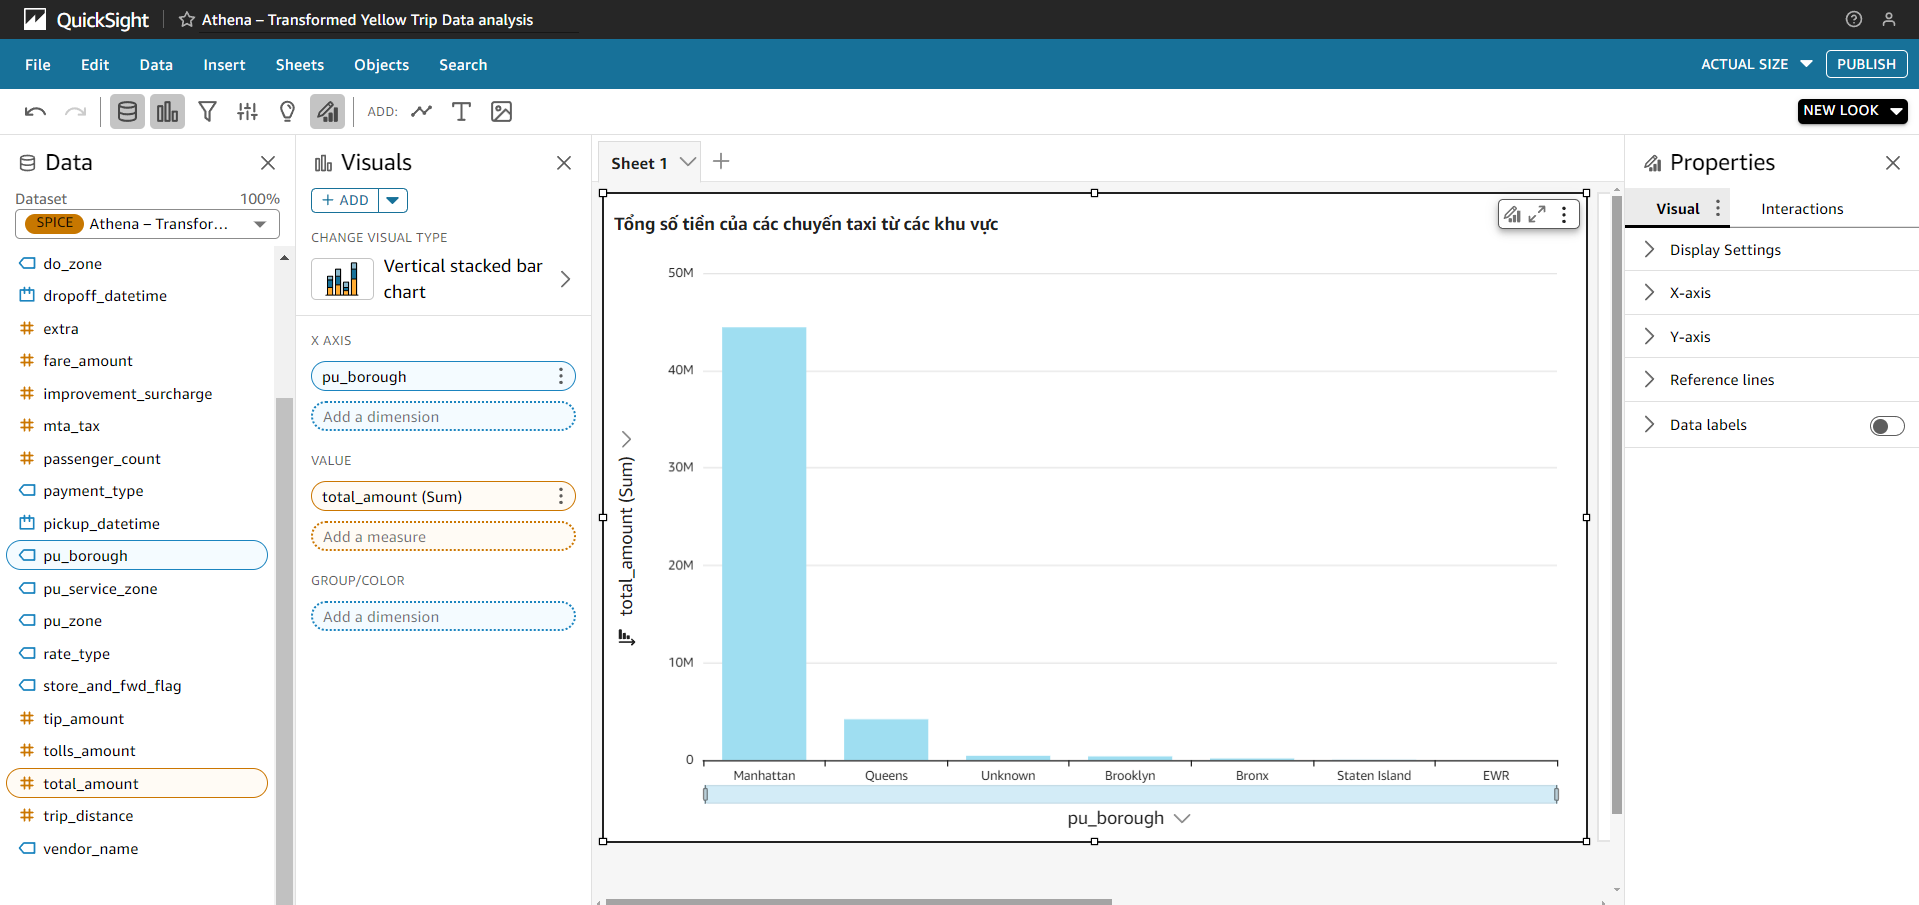 QuickSight
Athena – Transformed Yellow Trip Data analysis
File Edit Data Insert Sheets Objects Search
ACTUAL SIZE
PUBLISH
ADD:
NEW LOOK
Data
Dataset 100%
SPICE Athena – Transfor...
do_zone
dropoff_datetime
extra
fare_amount
improvement_surcharge
mta_tax
passenger_count
payment_type
pickup_datetime
pu_borough
pu_service_zone
pu_zone
rate_type
store_and_fwd_flag
tip_amount
tolls_amount
total_amount
trip_distance
vendor_name
Visuals
+ ADD
CHANGE VISUAL TYPE
Vertical stacked bar
chart
X AXIS
pu_borough
Add a dimension
VALUE
total_amount (Sum)
Add a measure
GROUP/COLOR
Add a dimension
Sheet 1
Tổng số tiền của các chuyến taxi từ các khu vực
50M
40M
30M
20M
10M
0
total_amount (Sum)
Manhattan Queens Unknown Brooklyn Bronx Staten Island EWR
pu_borough
Properties
Visual Interactions
Display Settings
X-axis
Y-axis
Reference lines
Data labels